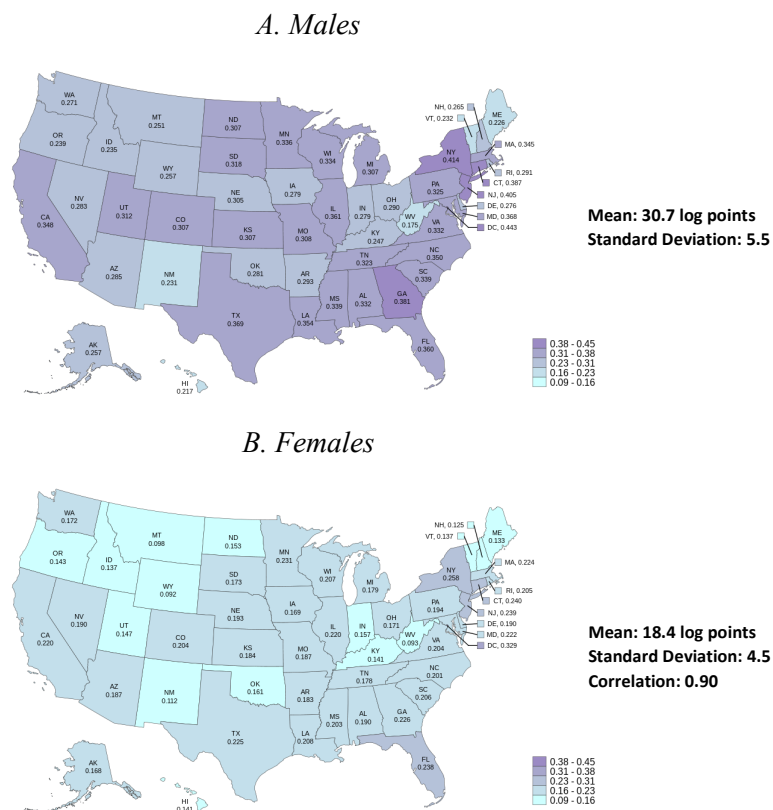 A. Males
WA
0.271
MT
0.251
ND
0.307
MN
0.336
NH, 0.265
VT, 0.232
ME
0.226
OR
0.239
ID
0.235
SD
0.318
WI
0.334
MI
0.307
NY
0.414
MA, 0.345
RI, 0.291
CT, 0.387
NJ, 0.405
DE, 0.276
MD, 0.368
DC, 0.443
WY
0.257
NE
0.305
IA
0.279
PA
0.325
CA
0.348
NV
0.283
UT
0.312
CO
0.307
KS
0.307
MO
0.308
IL
0.361
IN
0.279
OH
0.290
WV
0.175
KY
0.247
VA
0.332
AZ
0.285
NM
0.231
OK
0.281
AR
0.293
TN
0.323
NC
0.350
SC
0.339
TX
0.369
LA
0.354
MS
0.339
AL
0.332
GA
0.381
FL
0.360
AK
0.257
HI
0.217
Mean: 30.7 log points
Standard Deviation: 5.5
0.38 - 0.45
0.31 - 0.38
0.23 - 0.31
0.16 - 0.23
0.09 - 0.16
B. Females
WA
0.172
MT
0.098
ND
0.153
MN
0.231
NH, 0.125
VT, 0.137
ME
0.133
OR
0.143
ID
0.137
SD
0.173
WI
0.207
MI
0.179
NY
0.258
MA, 0.224
RI, 0.205
CT, 0.240
NJ, 0.239
DE, 0.190
MD, 0.222
DC, 0.329
WY
0.092
NE
0.193
IA
0.169
PA
0.194
CA
0.220
NV
0.190
UT
0.147
CO
0.204
KS
0.184
MO
0.187
IL
0.220
IN
0.157
OH
0.171
WV
0.093
KY
0.141
VA
0.204
AZ
0.187
NM
0.112
OK
0.161
AR
0.183
TN
0.178
NC
0.201
SC
0.206
TX
0.225
LA
0.208
MS
0.203
AL
0.190
GA
0.226
FL
0.238
AK
0.168
HI
0.141
Mean: 18.4 log points
Standard Deviation: 4.5
Correlation: 0.90
0.38 - 0.45
0.31 - 0.38
0.23 - 0.31
0.16 - 0.23
0.09 - 0.16